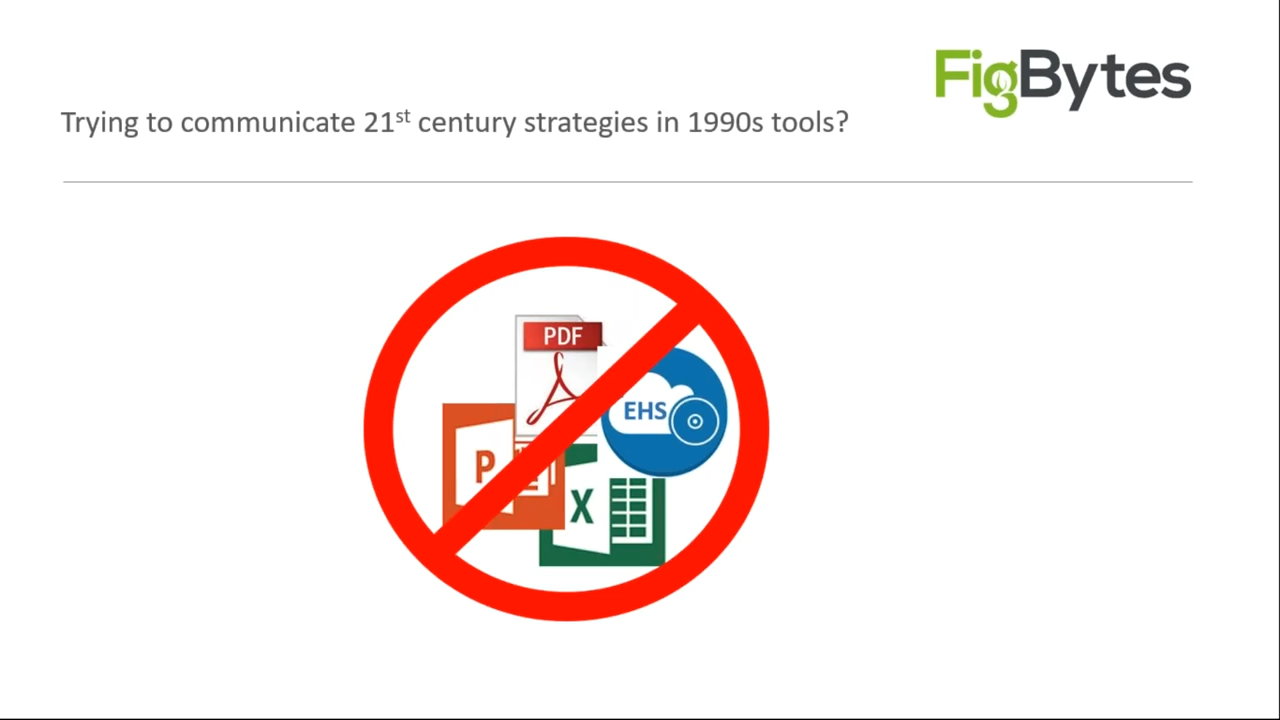 FigBytes
Trying to communicate 21st century strategies in 1990s tools?
PDF
EHS
P
X